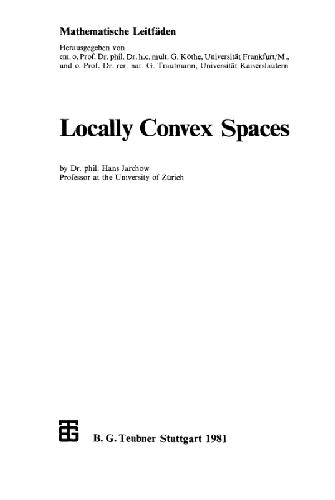 Mathematische Leitfäden
Herausgegeben von
em. o. Prof. Dr. phil. Dr. h.c. mult. G. Köthe, Universität Frankfurt/M.,
und o. Prof. Dr. rer. nat. G. Trautmann, Universität Kaiserslautern
Locally Convex Spaces
by Dr. phil. Hans Jarchow
Professor at the University of Zürich
B. G. Teubner Stuttgart 1981